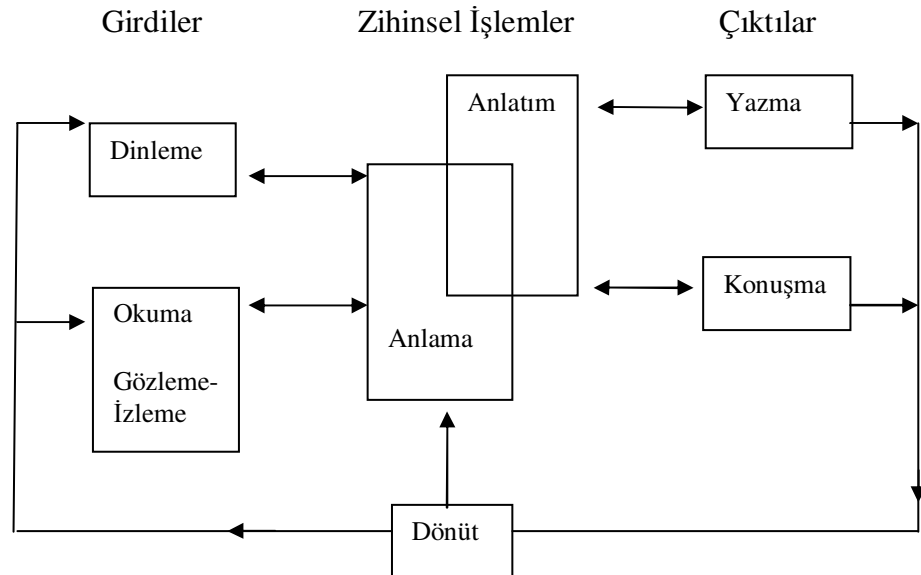 Girdiler
Zihinsel İşlemler
Çıktılar
Anlatım
Yazma
Dinleme
Okuma
Gözleme-
İzleme
Anlama
Konuşma
Dönüt